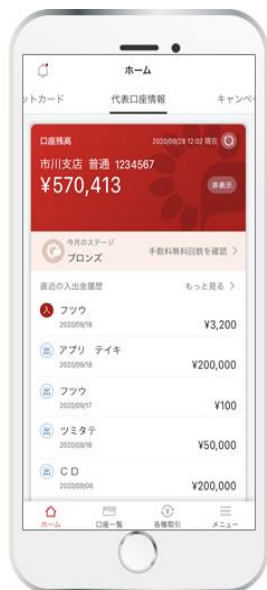 ホーム
ットカード 代表口座情報 キャンペー
口座残高 2020/09/28 12:02 現在
市川支店 普通 1234567
¥570,413 非表示
今月のステージ
ブロンズ 手数料無料回数を確認 >
直近の入出金履歴 もっと見る >
入 フツウ
2020/09/18 ¥3,200
出 アプリ テイキ
2020/09/18 ¥200,000
出 フツウ
2020/09/17 ¥100
出 ツミタテ
2020/09/16 ¥50,000
出 CD
2020/09/06 ¥200,000
ホーム 口座一覧 各種取引 メニュー